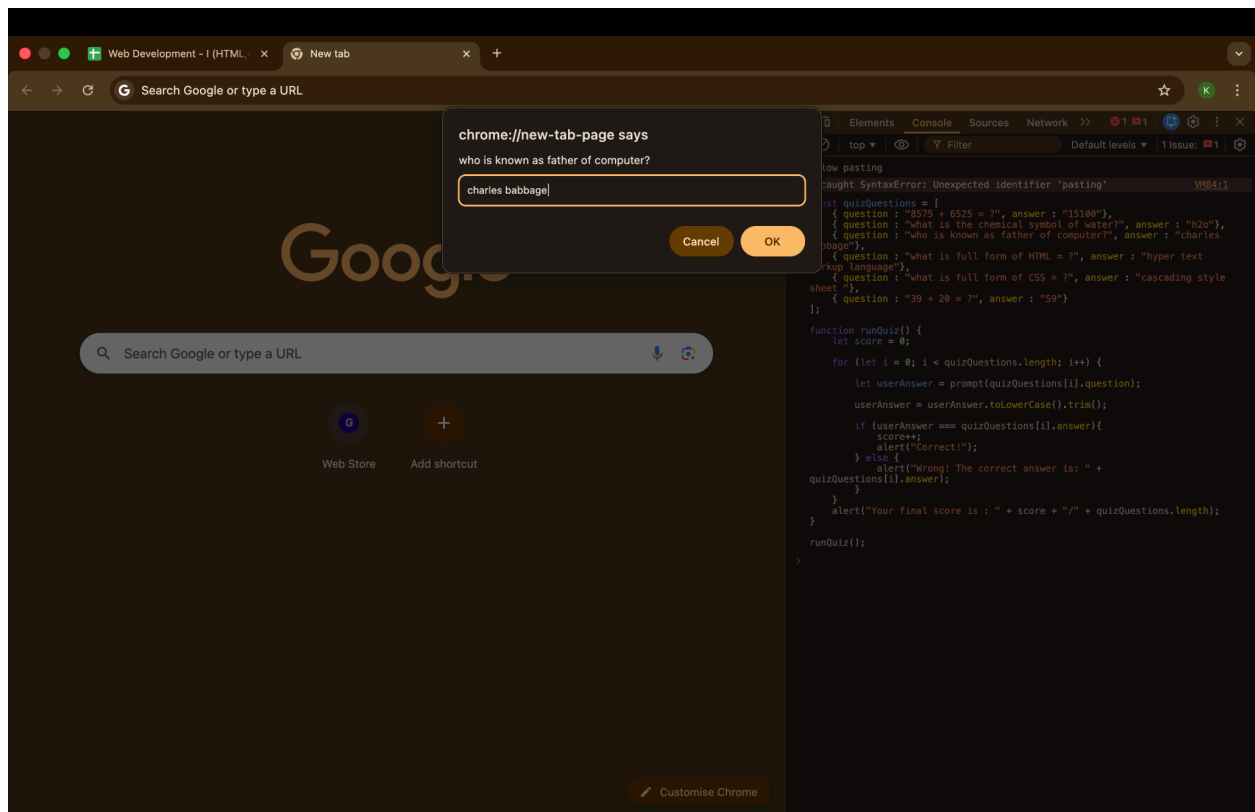 Web Development - I (HTML,
New tab
Search Google or type a URL
chrome://new-tab-page says
who is known as father of computer?
charles babbage
Cancel
OK
Google
Search Google or type a URL
G
Web Store
Add shortcut
Customise Chrome
K
Elements Console Sources Network 1 1
top Filter Default levels 1 Issue: 1
low pasting
caught SyntaxError: Unexpected identifier 'pasting' VM84:1
nst quizQuestions = [
{ question : "8575 + 6525 = ?", answer : "15100"},
{ question : "what is the chemical symbol of water?", answer : "h2o"},
{ question : "who is known as father of computer?", answer : "charles
bbage"},
{ question : "what is full form of HTML = ?", answer : "hyper text
rkup language"},
{ question : "what is full form of CSS = ?", answer : "cascading style
sheet "},
{ question : "39 + 20 = ?", answer : "59"}
];
function runQuiz() {
let score = 0;
for (let i = 0; i < quizQuestions.length; i++) {
let userAnswer = prompt(quizQuestions[i].question);
userAnswer = userAnswer.toLowerCase().trim();
if (userAnswer === quizQuestions[i].answer){
score++;
alert("Correct!");
} else {
alert("Wrong! The correct answer is: " +
quizQuestions[i].answer);
}
}
alert("Your final score is : " + score + "/" + quizQuestions.length);
}
runQuiz();